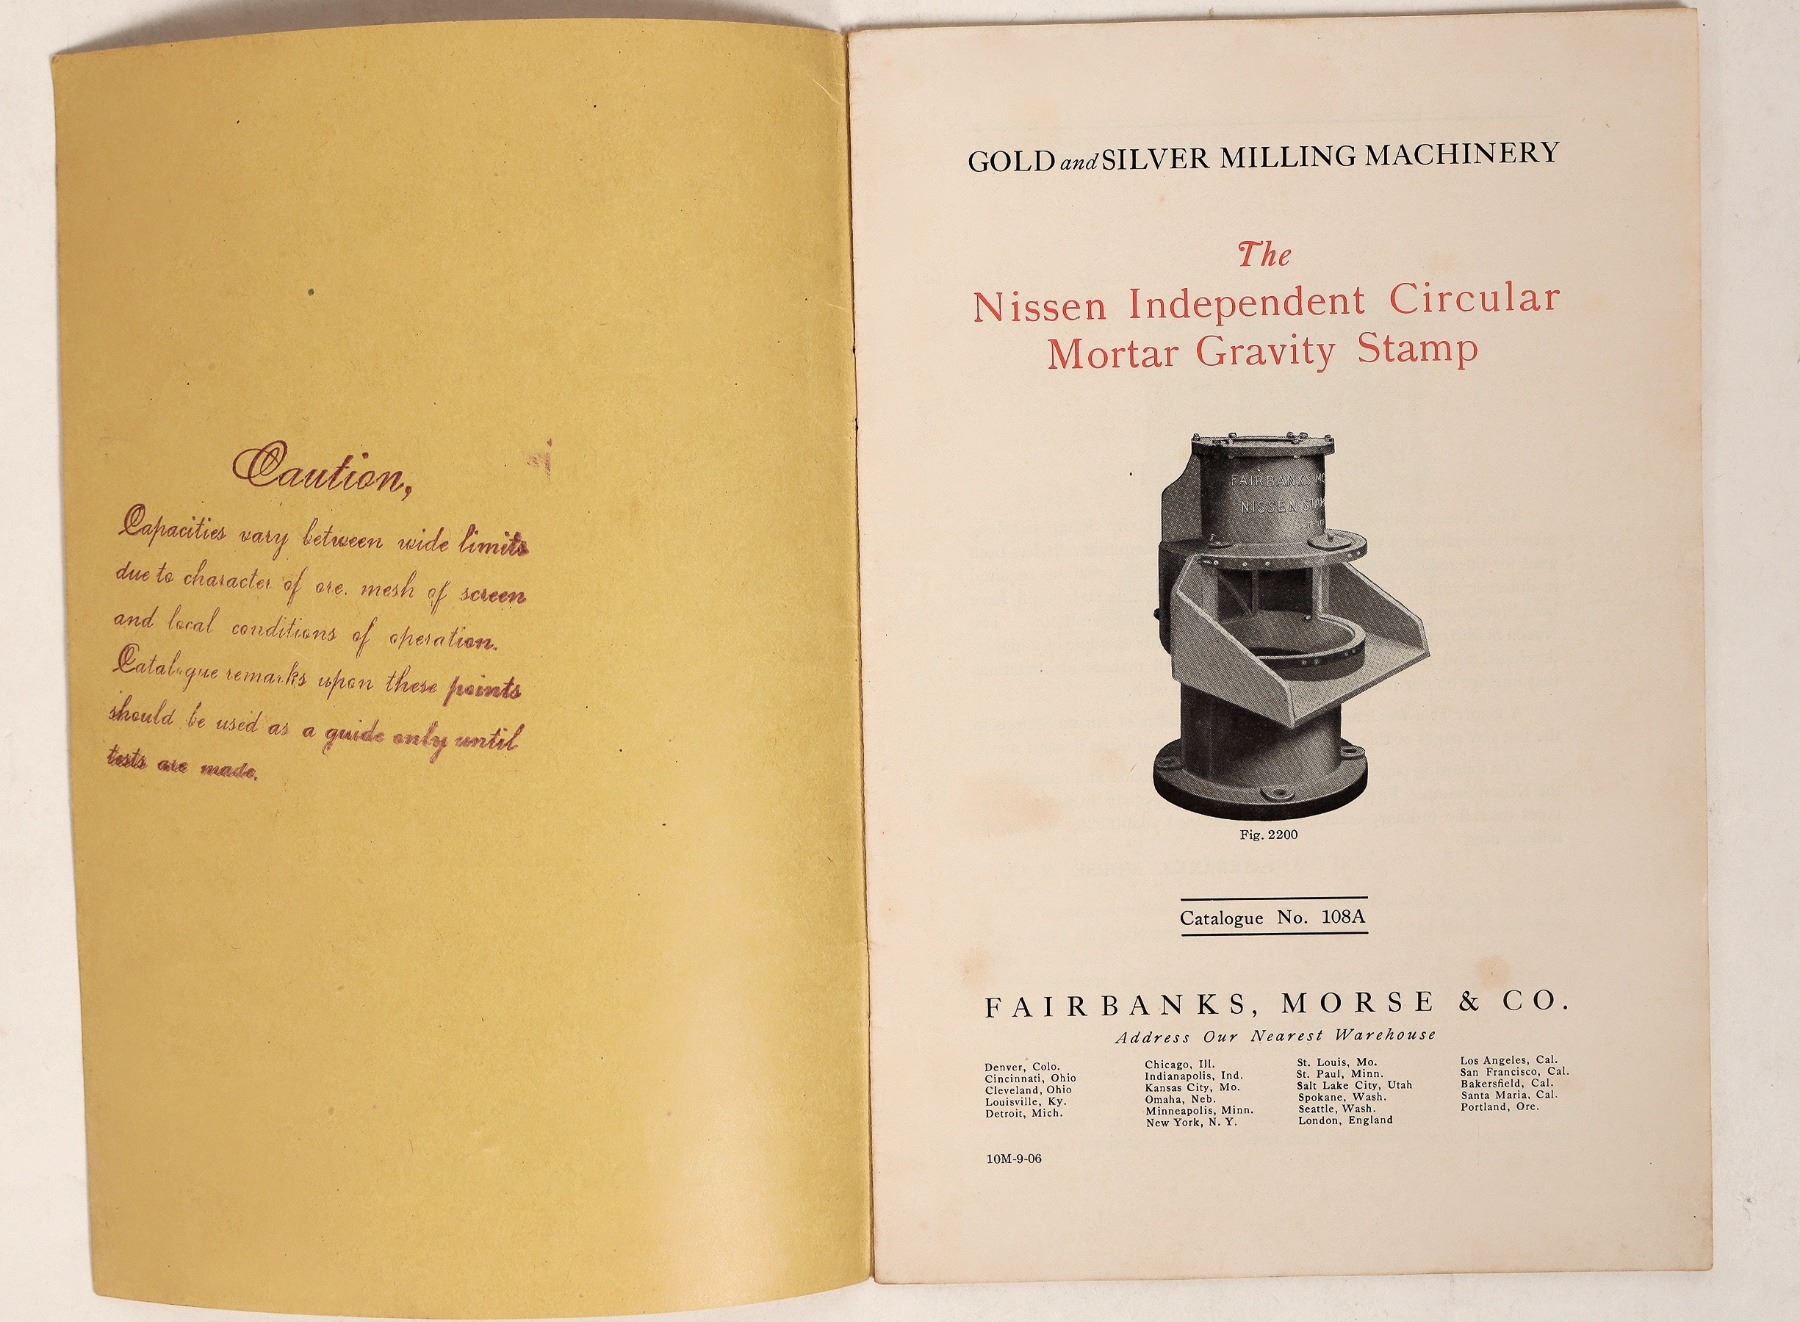 Caution,
Capacities vary between wide limits
due to character of ore. mesh of screen
and local conditions of operation.
Catalogue remarks upon these points
should be used as a guide only until
tests are made.
GOLD and SILVER MILLING MACHINERY
The
Nissen Independent Circular
Mortar Gravity Stamp
FAIRBANKS MO
NISSEN STAM
Fig. 2200
Catalogue No. 108A
FAIRBANKS, MORSE & CO.
Address Our Nearest Warehouse
Denver, Colo.
Cincinnati, Ohio
Cleveland, Ohio
Louisville, Ky.
Detroit, Mich.
Chicago, Ill.
Indianapolis, Ind.
Kansas City, Mo.
Omaha, Neb.
Minneapolis, Minn.
New York, N. Y.
St. Louis, Mo.
St. Paul, Minn.
Salt Lake City, Utah
Spokane, Wash.
Seattle, Wash.
London, England
Los Angeles, Cal.
San Francisco, Cal.
Bakersfield, Cal.
Santa Maria, Cal.
Portland, Ore.
10M-9-06